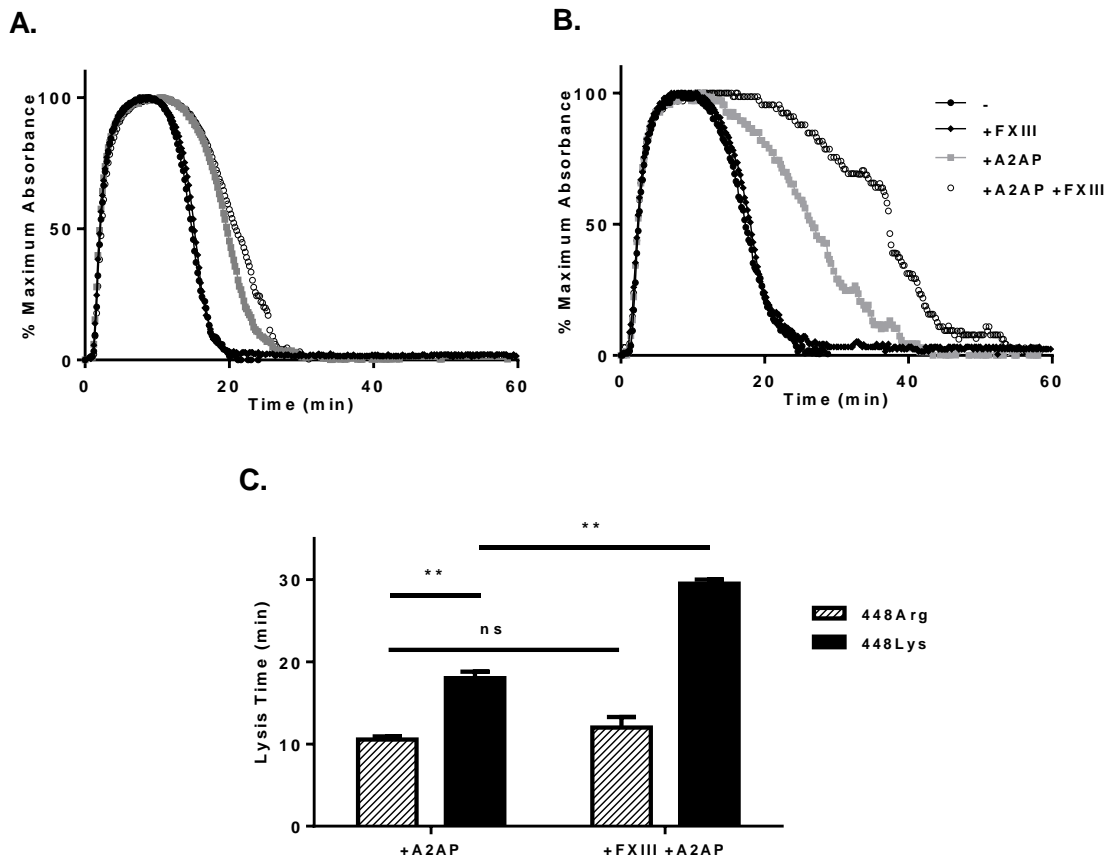 A.
% Maximum Absorbance
100
50
0
0 20 40 60
Time (min)
B.
% Maximum Absorbance
100
50
0
0 20 40 60
Time (min)
-
+FXIII
+A2AP
+A2AP +FXIII
C.
Lysis Time (min)
30
20
10
0
**
**
ns
+A2AP
+FXIII +A2AP
448Arg
448Lys